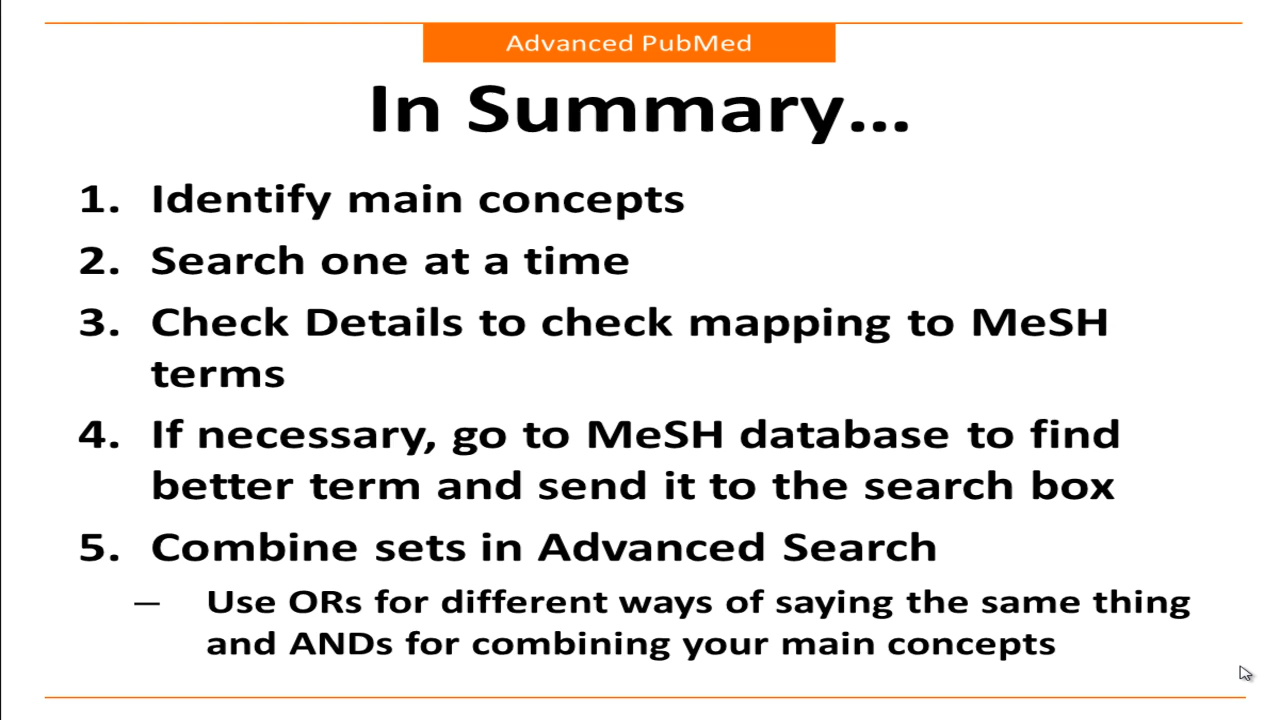 Advanced PubMed
In Summary...
1. Identify main concepts
2. Search one at a time
3. Check Details to check mapping to MeSH
terms
4. If necessary, go to MeSH database to find
better term and send it to the search box
5. Combine sets in Advanced Search
— Use ORs for different ways of saying the same thing
and ANDs for combining your main concepts